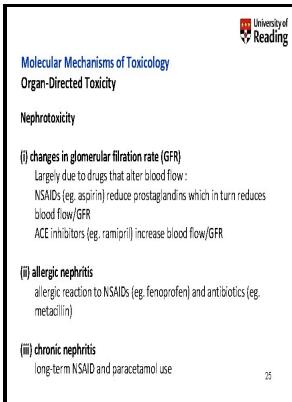 University of
Reading
Molecular Mechanisms of Toxicology
Organ-Directed Toxicity
Nephrotoxicity
(i) changes in glomerular filration rate (GFR)
Largely due to drugs that alter blood flow :
NSAIDs (eg. aspirin) reduce prostaglandins which in turn reduces
blood flow/GFR
ACE inhibitors (eg. ramipril) increase blood flow/GFR
(ii) allergic nephritis
allergic reaction to NSAIDs (eg. fenoprofen) and antibiotics (eg.
metacillin)
(iii) chronic nephritis
long-term NSAID and paracetamol use
25